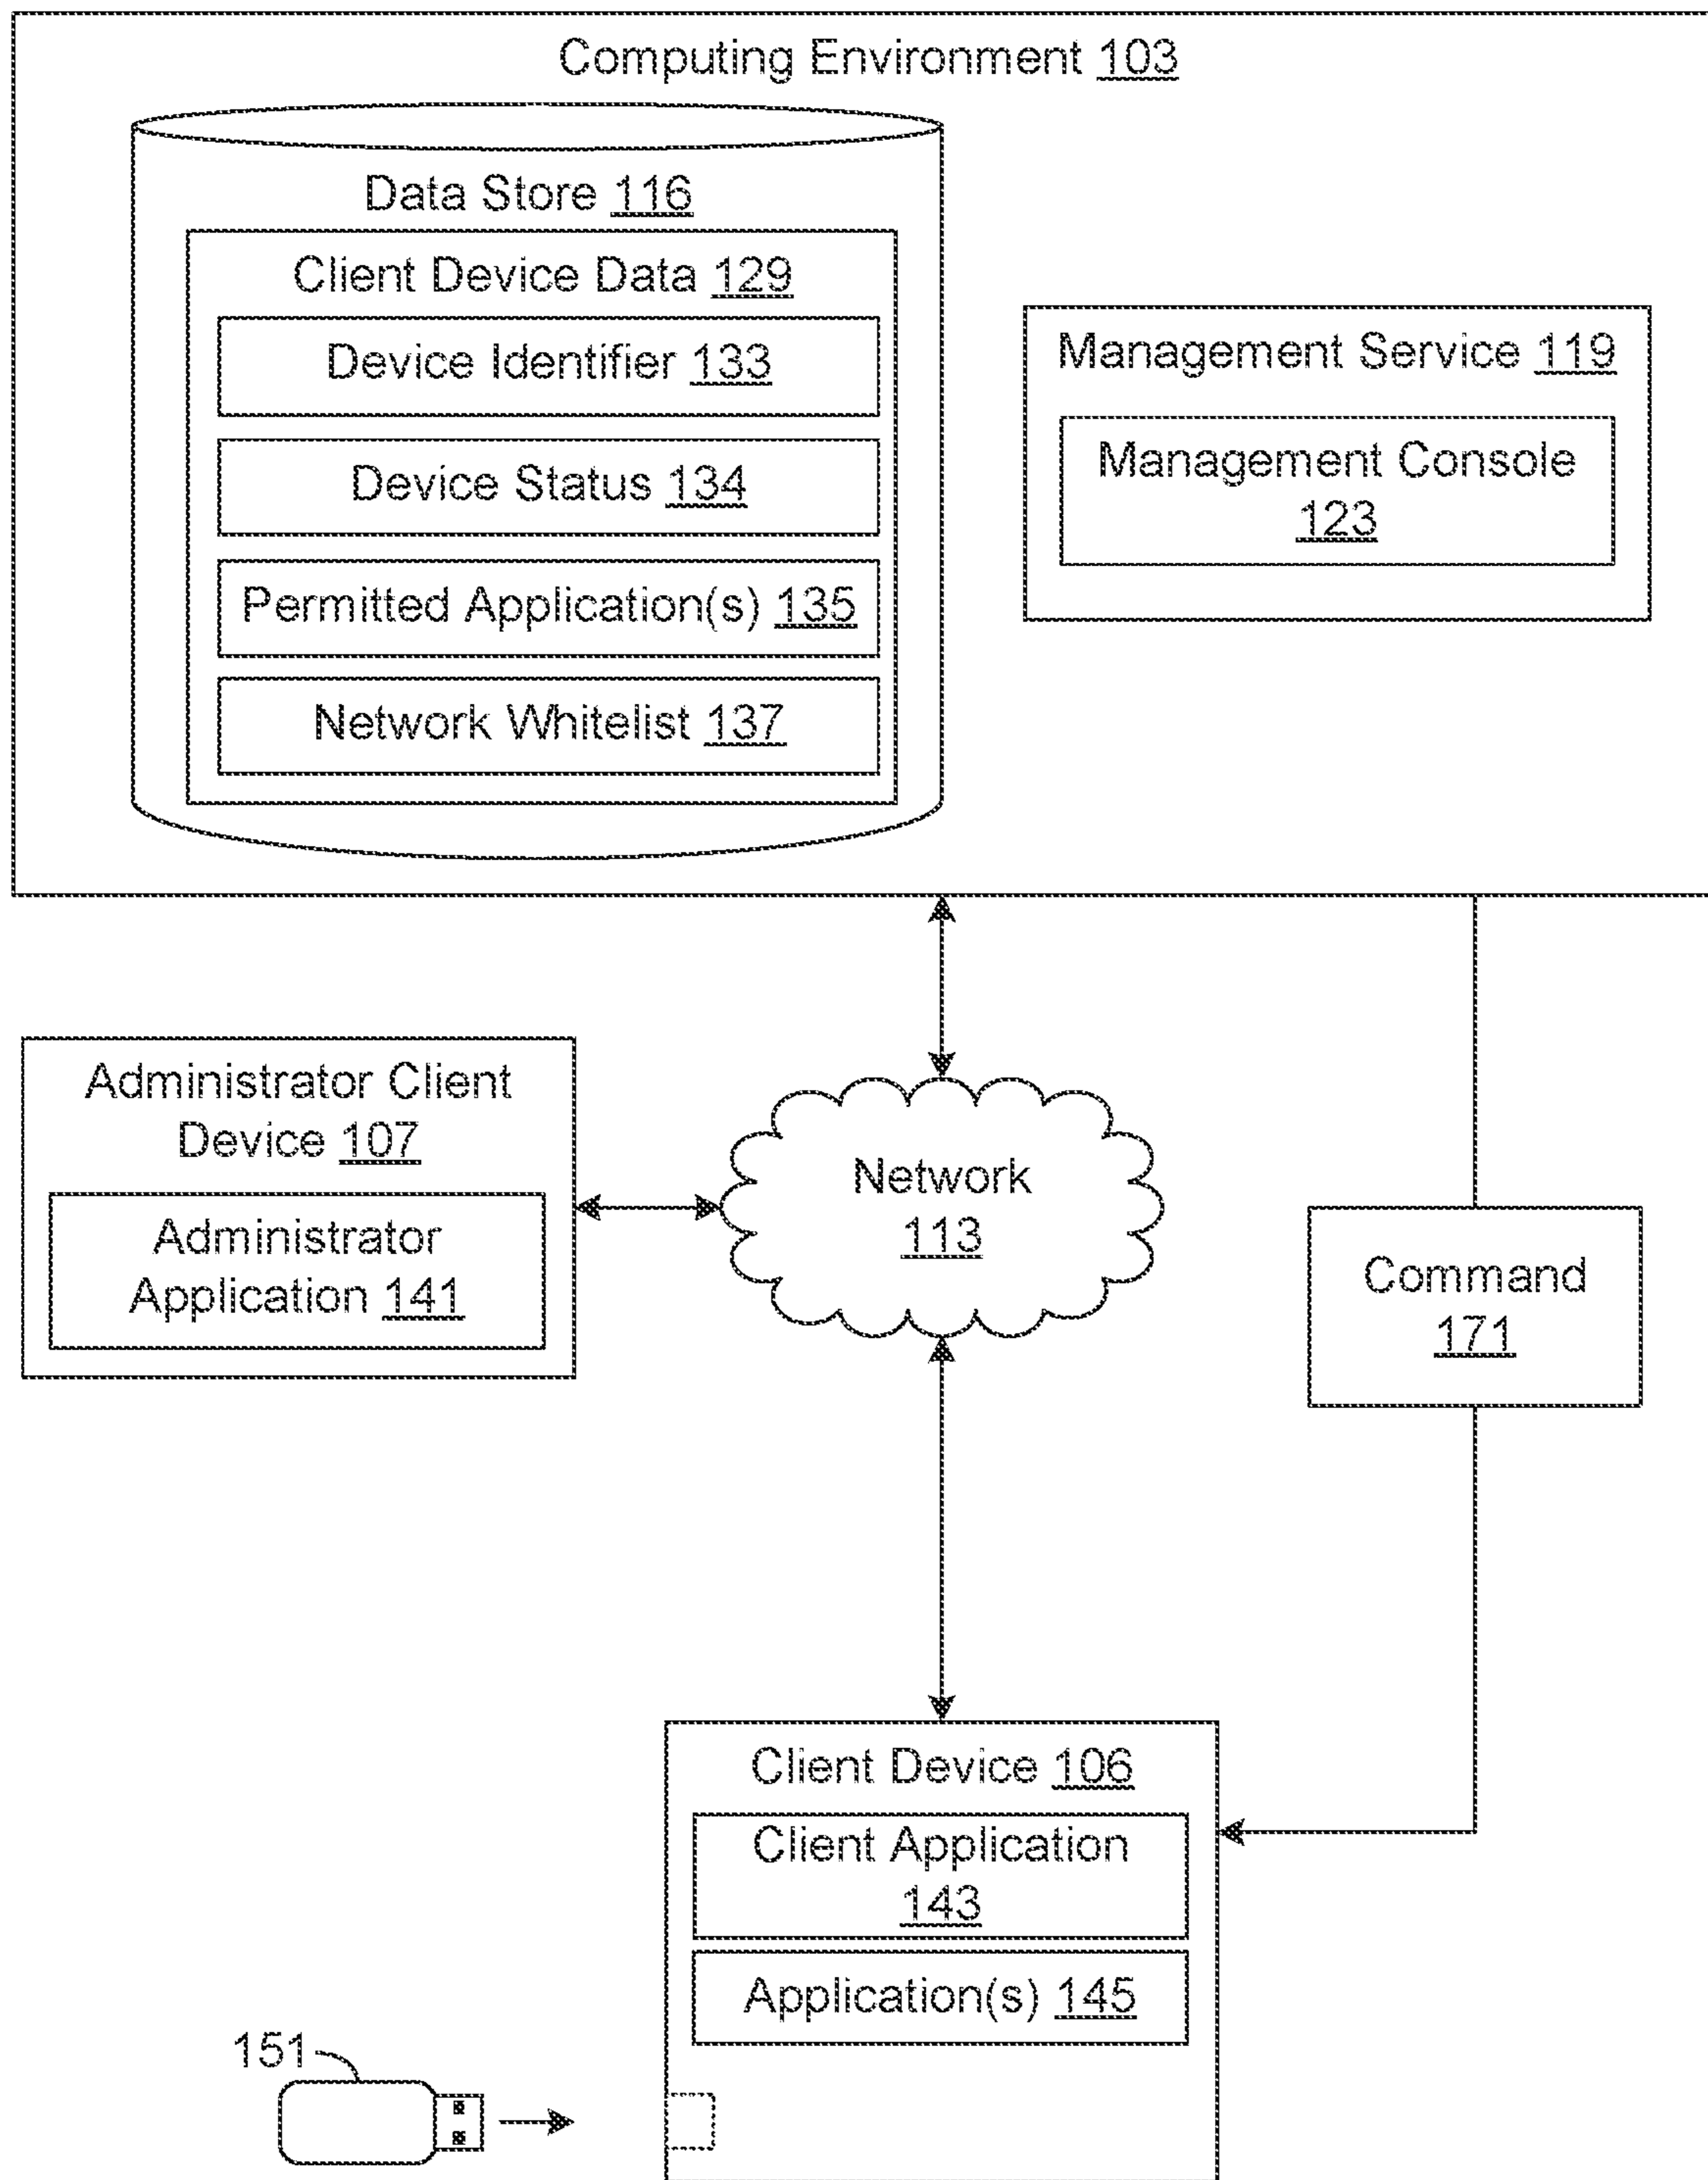 Computing Environment 103
Data Store 116
Client Device Data 129
Device Identifier 133
Device Status 134
Permitted Application(s) 135
Network Whitelist 137
Management Service 119
Management Console
123
Administrator Client
Device 107
Administrator
Application 141
Network
113
Command
171
Client Device 106
Client Application
143
Application(s) 145
151